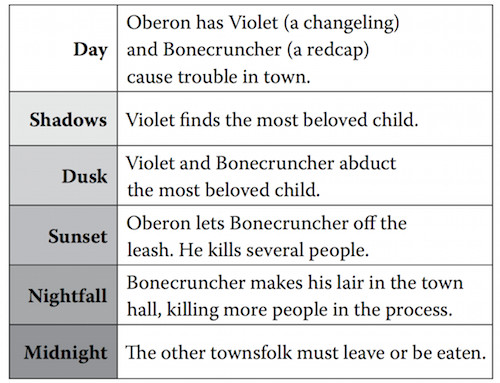 Day
Oberon has Violet (a changeling)
and Bonecruncher (a redcap)
cause trouble in town.
Shadows
Violet finds the most beloved child.
Dusk
Violet and Bonecruncher abduct
the most beloved child.
Sunset
Oberon lets Bonecruncher off the
leash. He kills several people.
Nightfall
Bonecruncher makes his lair in the town
hall, killing more people in the process.
Midnight
The other townsfolk must leave or be eaten.